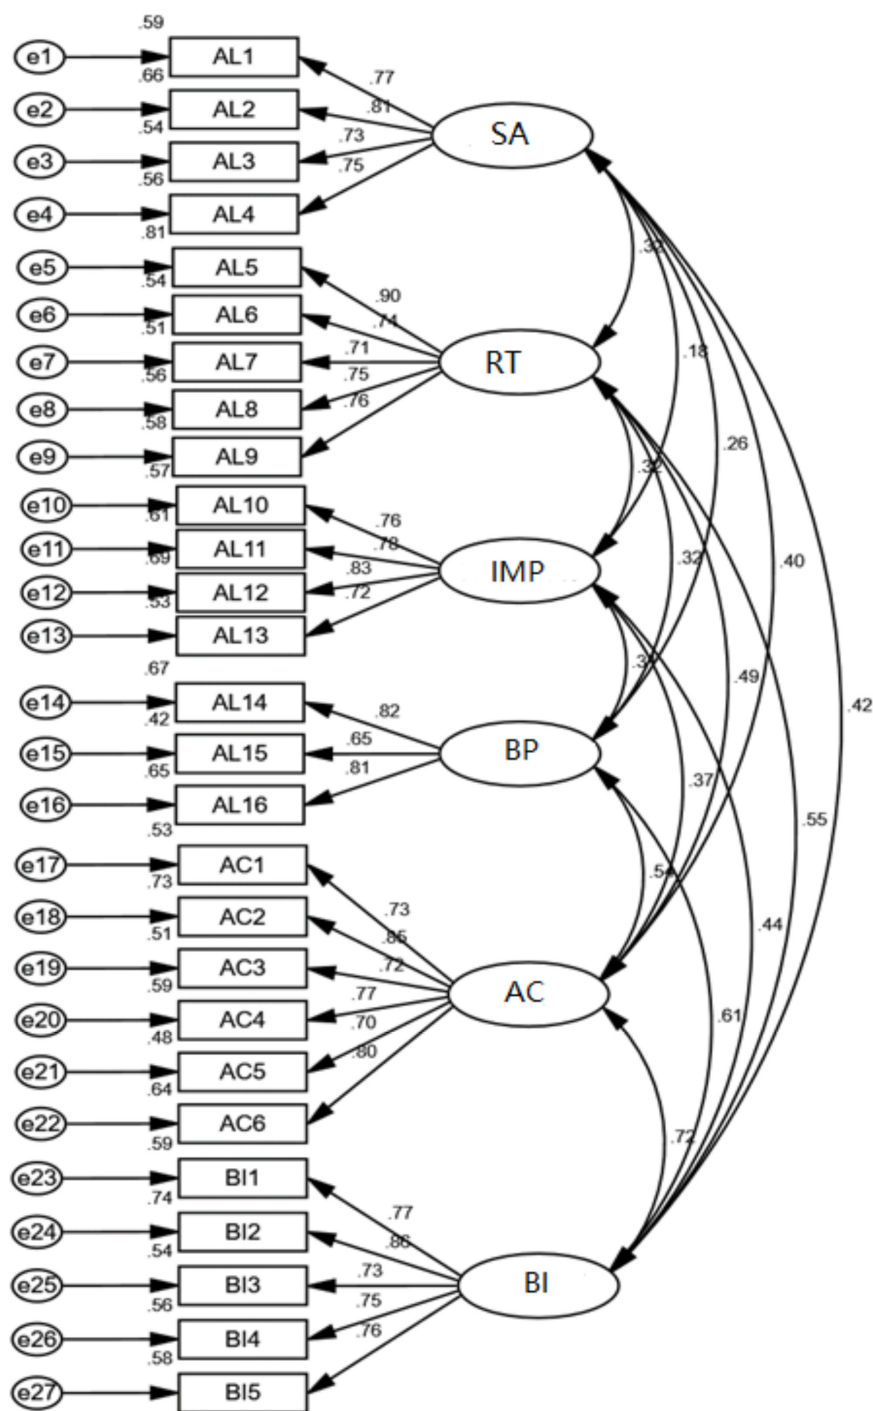 .59
e1 AL1 .77
.66
e2 AL2 .81 SA
.54
e3 AL3 .73
.56
e4 AL4 .75
.81
.32
e5 AL5
.54
.90
e6 AL6 .74
.51
.18
e7 AL7 .71 RT
.56
e8 AL8 .75
.58
e9 AL9 .76
.26
.57
.32
e10 AL10 .76
.61
e11 AL11 .78
.69
.32
.40
e12 AL12 .83 IMP
.53
e13 AL13 .72
.67
.49
e14 AL14 .82
.42
.42
e15 AL15 .65 BP
.65
e16 AL16 .81
.37
.53
.55
e17 AC1 .73
.73
.54
e18 AC2 .85
.51
.44
e19 AC3 .72 AC
.59
e20 AC4 .77
.48
.61
e21 AC5 .70
.64
e22 AC6 .80
.59
.72
e23 BI1 .77
.74
e24 BI2 .86
.54
e25 BI3 .73 BI
.56
e26 BI4 .75
.58
e27 BI5 .76